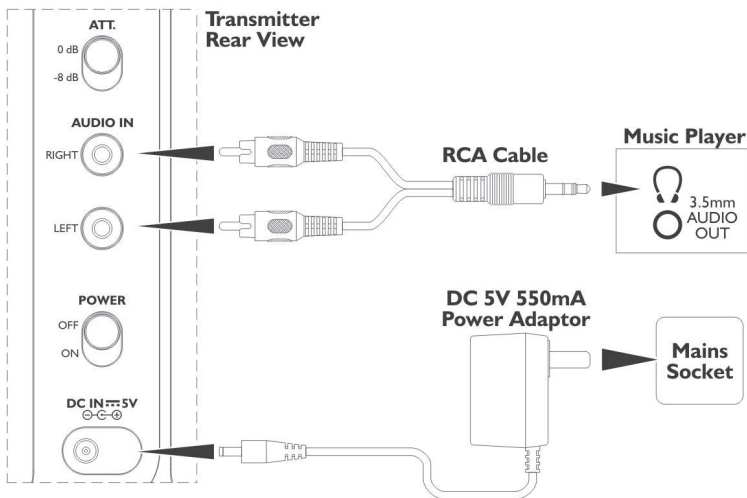 Transmitter
Rear View
ATT.
0 dB
-8 dB
AUDIO IN
RIGHT
LEFT
RCA Cable
Music Player
3.5mm
AUDIO
OUT
POWER
OFF
ON
DC 5V 550mA
Power Adaptor
Mains
Socket
DC IN⎓5V